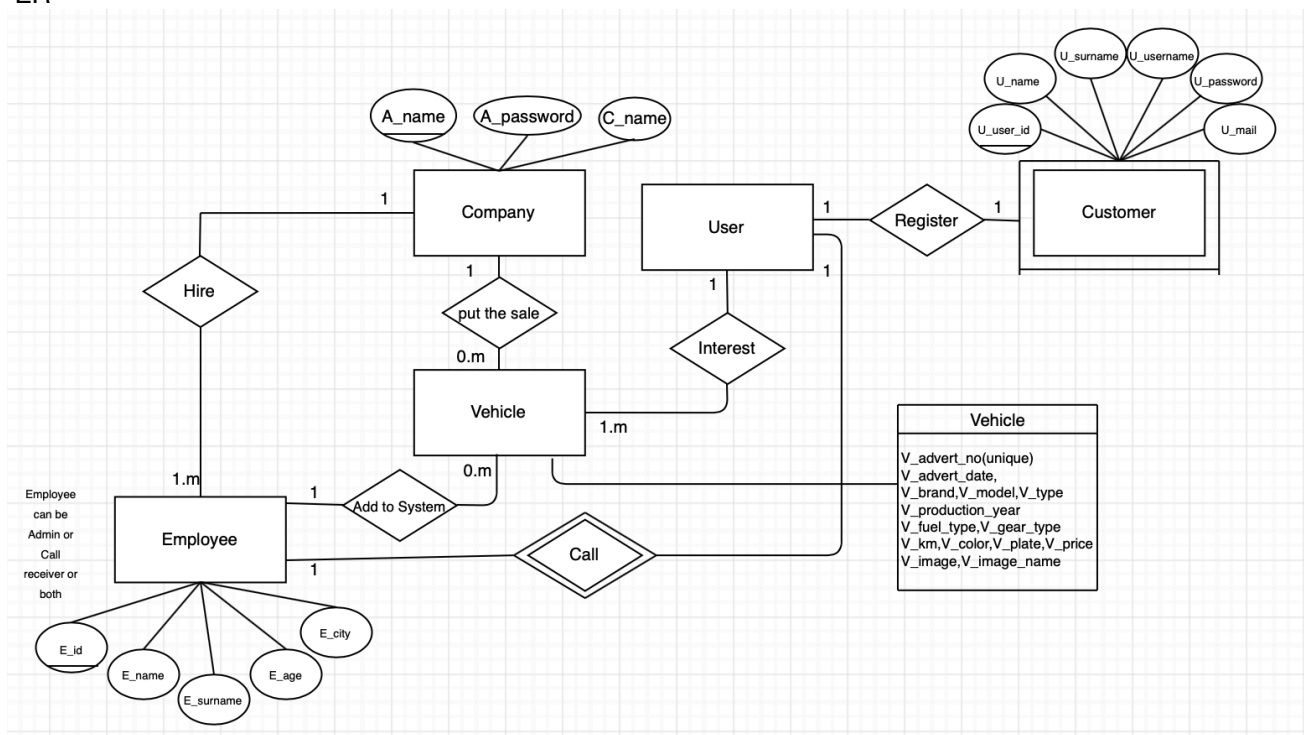 ER
U_surname
U_username
U_name
U_password
U_user_id
U_mail
A_name
A_password
C_name
Company
User
Register
Customer
1
1
1
1
1
1
Hire
put the sale
Interest
0.m
Vehicle
1.m
Vehicle
V_advert_no(unique)
V_advert_date,
V_brand,V_model,V_type
V_production_year
V_fuel_type,V_gear_type
V_km,V_color,V_plate,V_price
V_image,V_image_name
0.m
1.m
1
Add to System
Employee
can be
Admin or
Call
receiver or
both
Employee
1
Call
E_id
E_name
E_surname
E_age
E_city